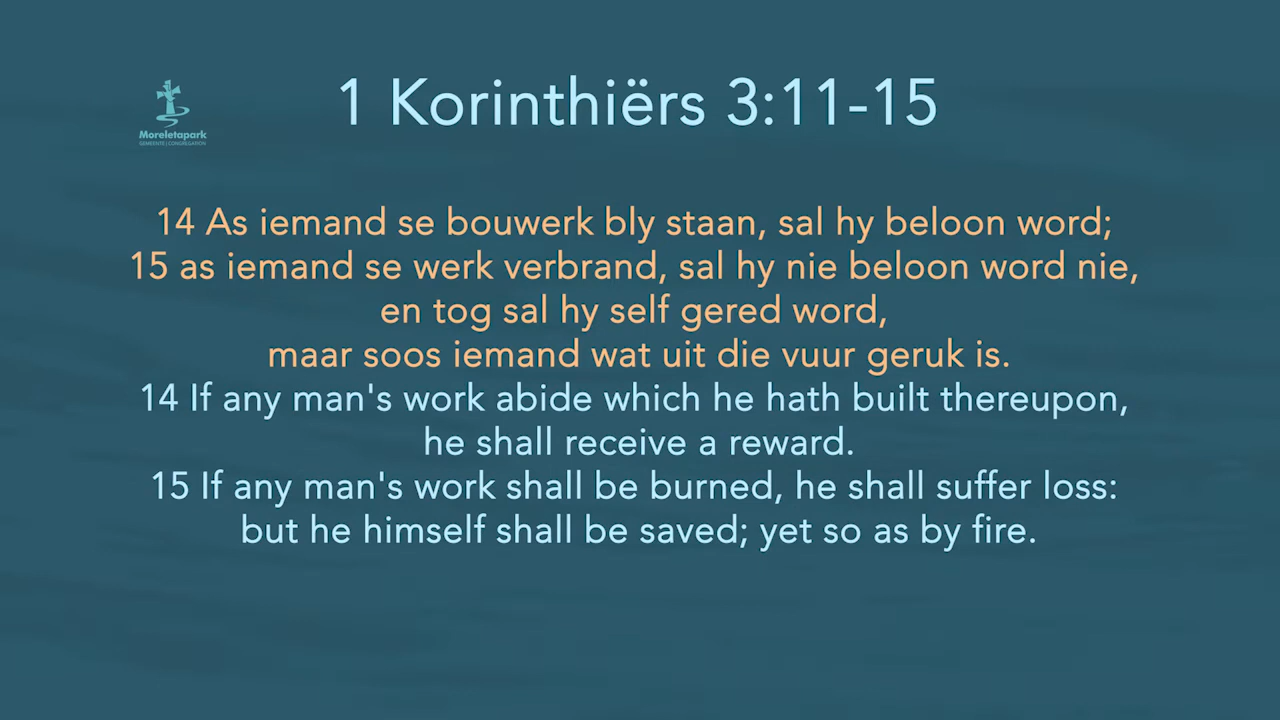 1 Korinthiërs 3:11-15
Moreletapark
GEMEENTE | CONGREGATION
14 As iemand se bouwerk bly staan, sal hy beloon word;
15 as iemand se werk verbrand, sal hy nie beloon word nie,
en tog sal hy self gered word,
maar soos iemand wat uit die vuur geruk is.
14 If any man's work abide which he hath built thereupon,
he shall receive a reward.
15 If any man's work shall be burned, he shall suffer loss:
but he himself shall be saved; yet so as by fire.